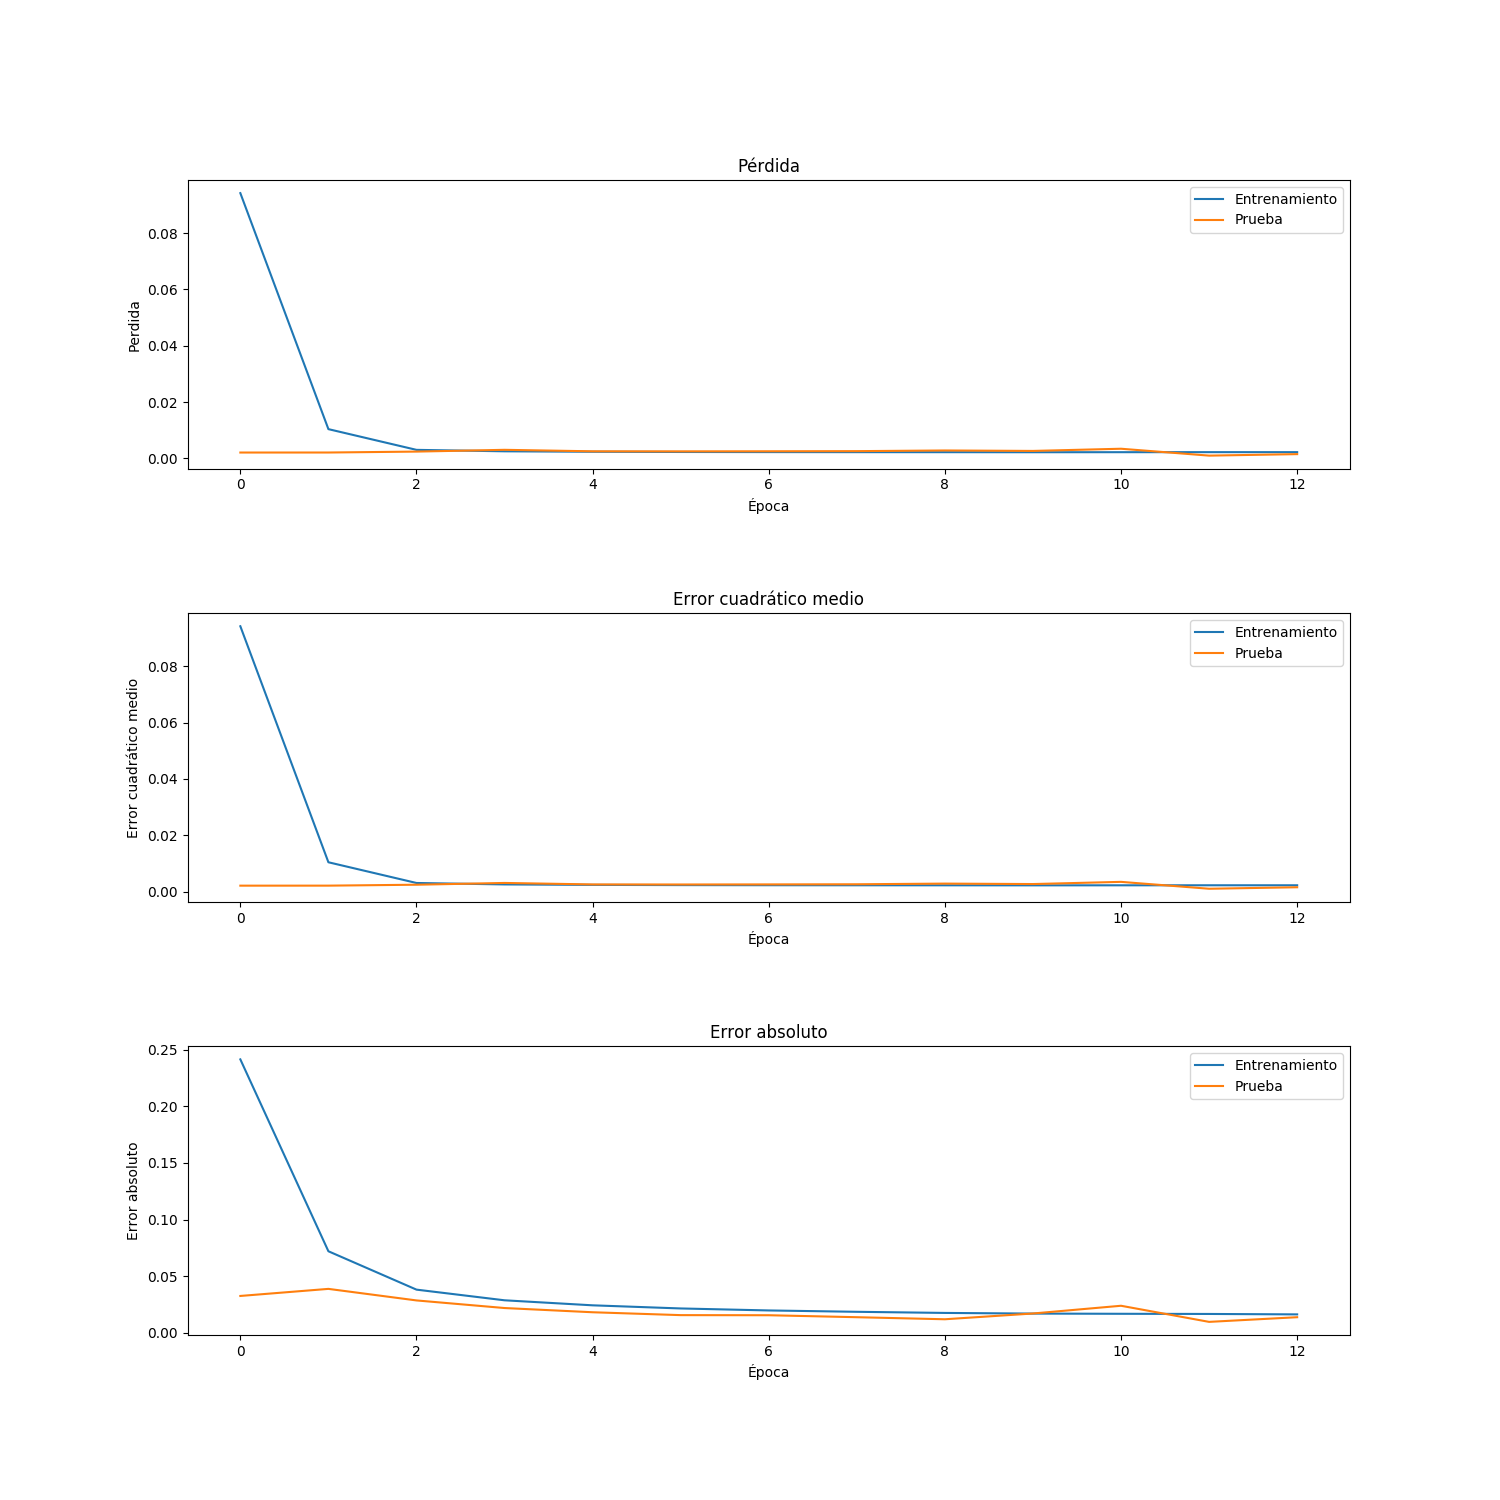 Pérdida
Entrenamiento
Prueba
Perdida
0.08
0.06
0.04
0.02
0.00
0 2 4 6 8 10 12
Época
Error cuadrático medio
Entrenamiento
Prueba
Error cuadrático medio
0.08
0.06
0.04
0.02
0.00
0 2 4 6 8 10 12
Época
Error absoluto
Entrenamiento
Prueba
Error absoluto
0.25
0.20
0.15
0.10
0.05
0.00
0 2 4 6 8 10 12
Época